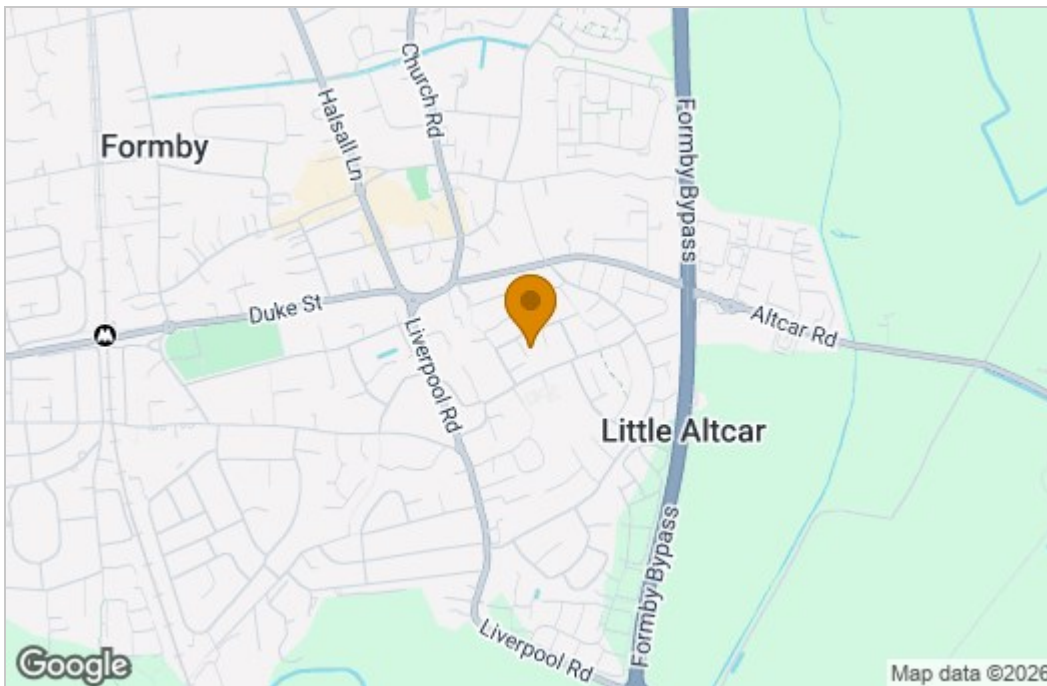 Formby
Halsall Ln
Church Rd
Formby Bypass
Duke St
Liverpool Rd
Altcar Rd
Little Altcar
Formby Bypass
Liverpool Rd
Google
Map data ©2026